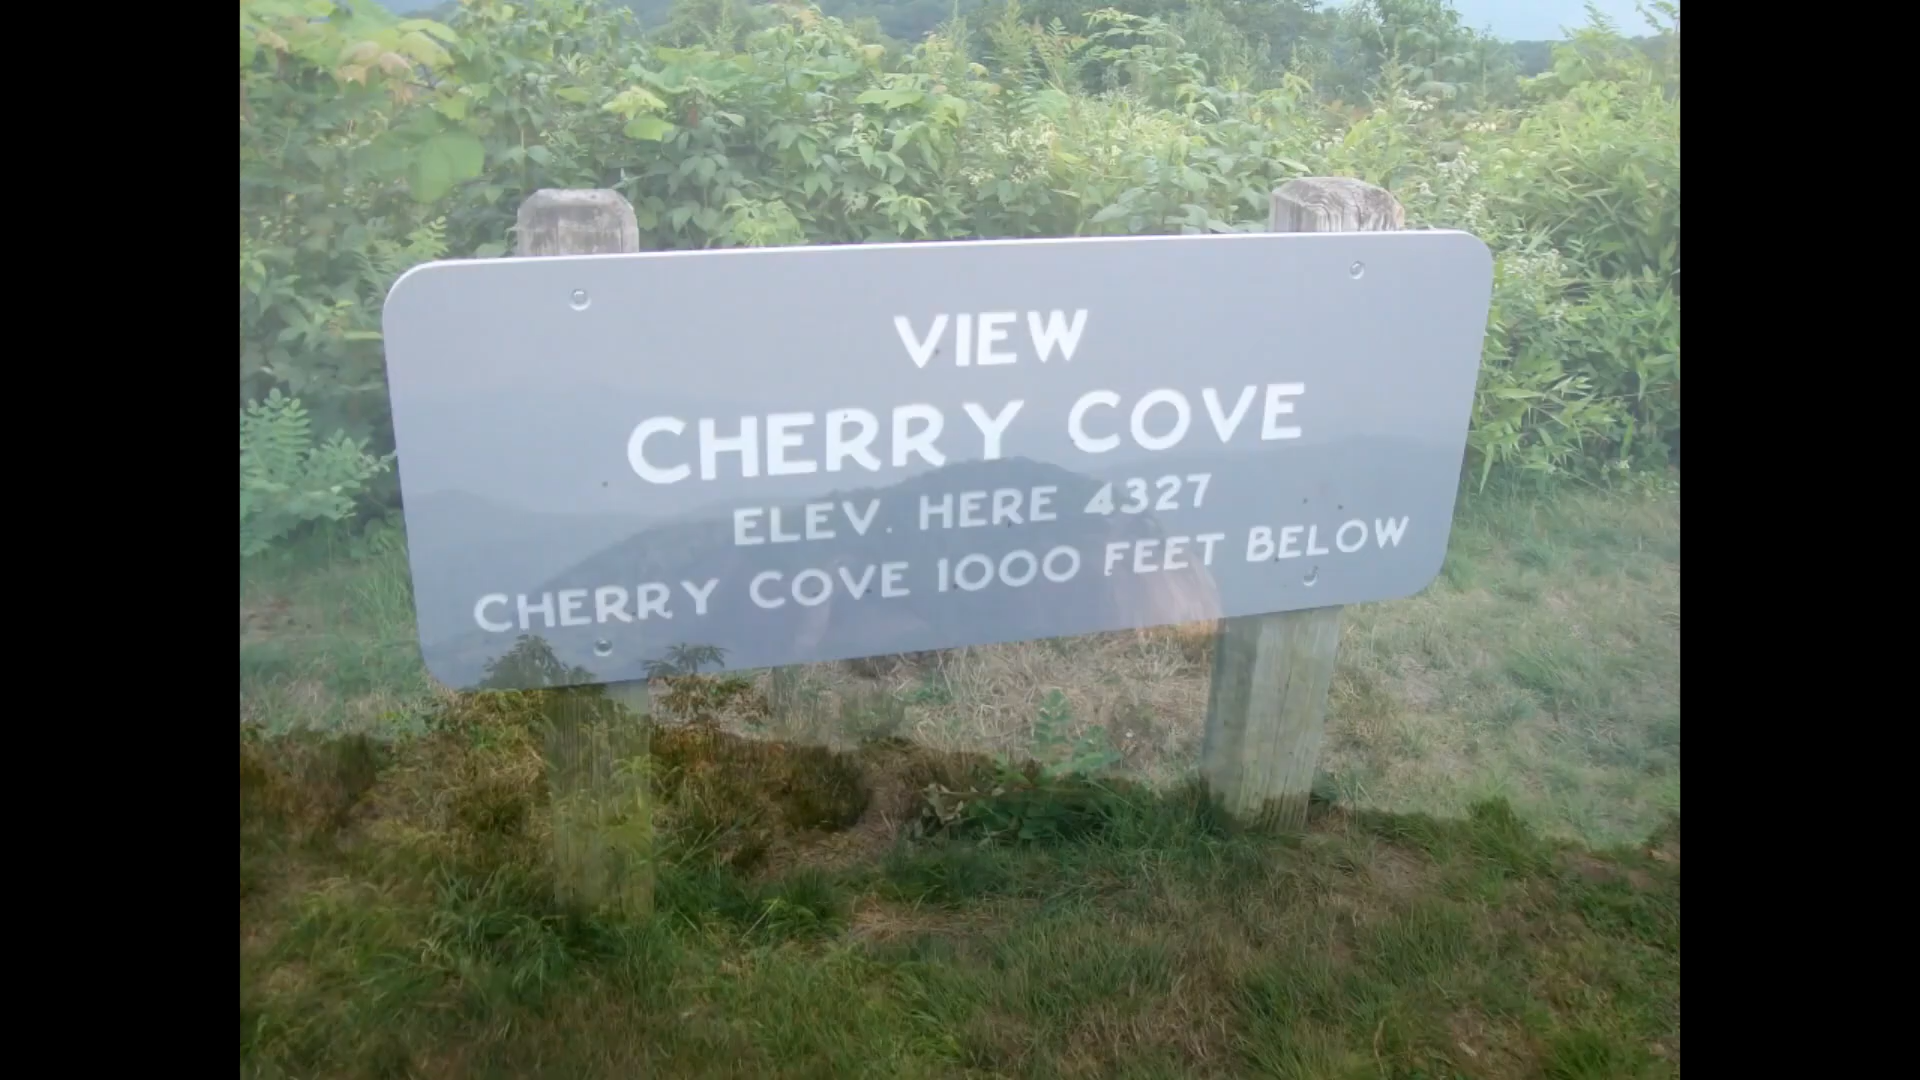 VIEW
CHERRY COVE
ELEV. HERE 4327
CHERRY COVE 1000 FEET BELOW